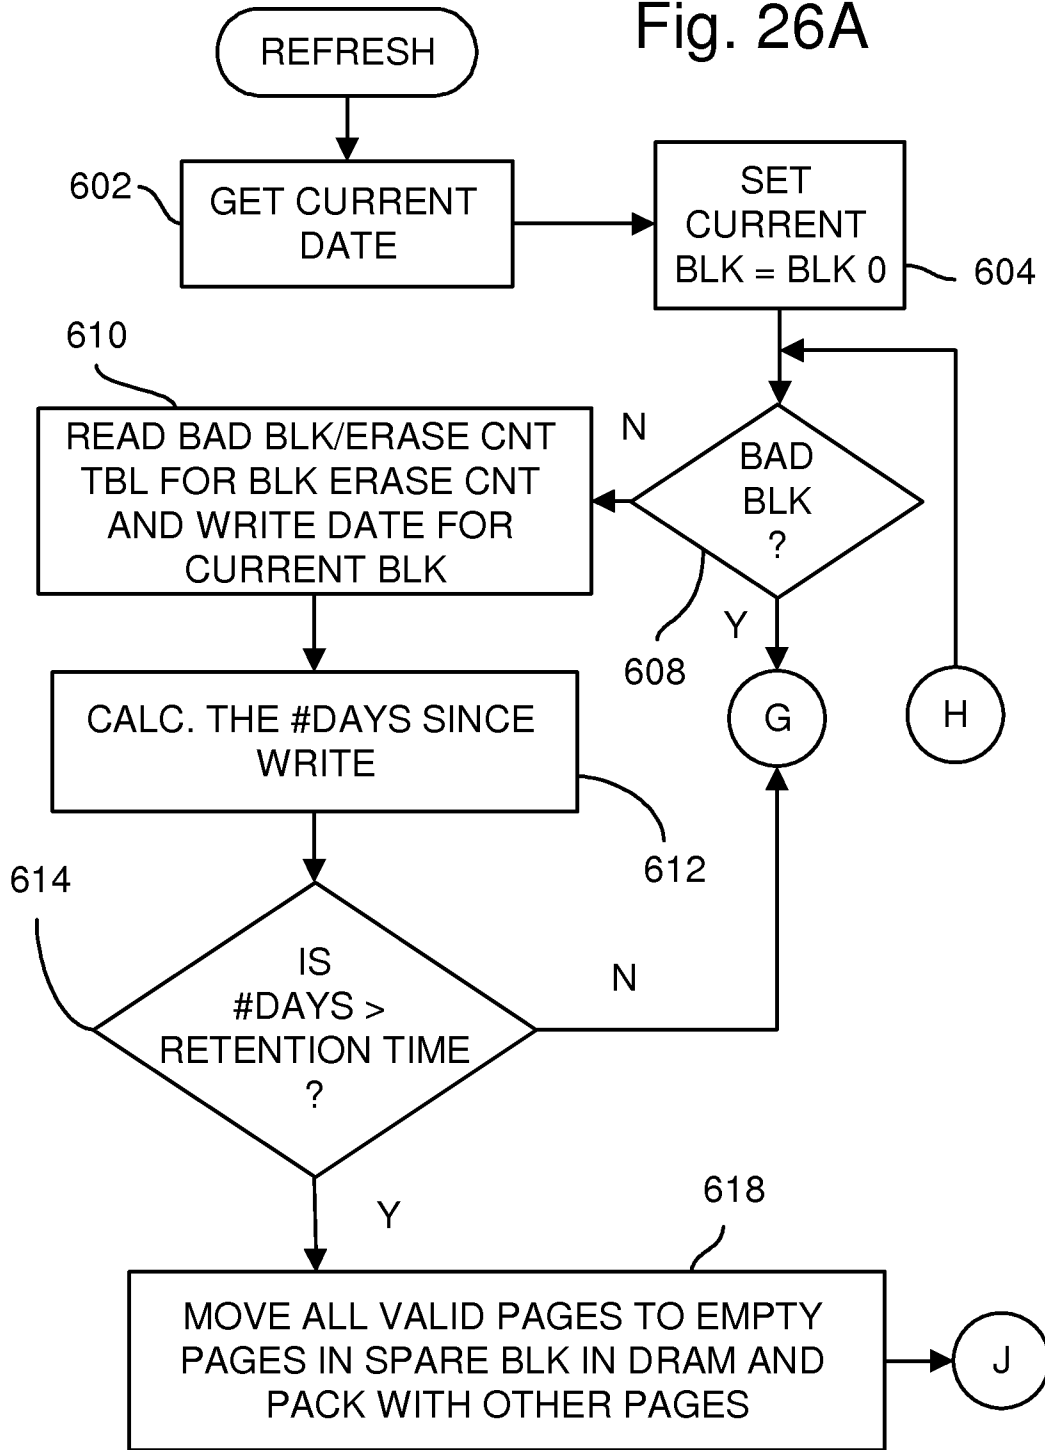 Fig. 26A
REFRESH
602
GET CURRENT
DATE
SET
CURRENT
BLK = BLK 0
604
610
READ BAD BLK/ERASE CNT
TBL FOR BLK ERASE CNT
AND WRITE DATE FOR
CURRENT BLK
N
BAD
BLK
?
Y
608
G
H
CALC. THE #DAYS SINCE
WRITE
612
614
IS
#DAYS >
RETENTION TIME
?
N
Y
618
MOVE ALL VALID PAGES TO EMPTY
PAGES IN SPARE BLK IN DRAM AND
PACK WITH OTHER PAGES
J